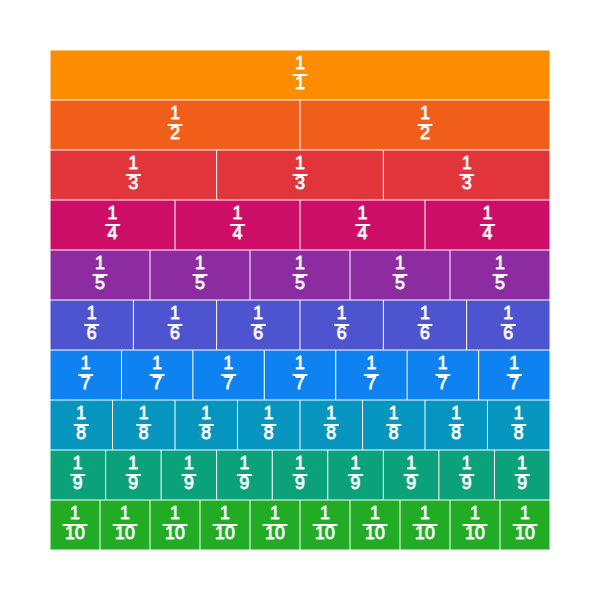 1/1
1/2 1/2
1/3 1/3 1/3
1/4 1/4 1/4 1/4
1/5 1/5 1/5 1/5 1/5
1/6 1/6 1/6 1/6 1/6 1/6
1/7 1/7 1/7 1/7 1/7 1/7 1/7
1/8 1/8 1/8 1/8 1/8 1/8 1/8 1/8
1/9 1/9 1/9 1/9 1/9 1/9 1/9 1/9 1/9
1/10 1/10 1/10 1/10 1/10 1/10 1/10 1/10 1/10 1/10